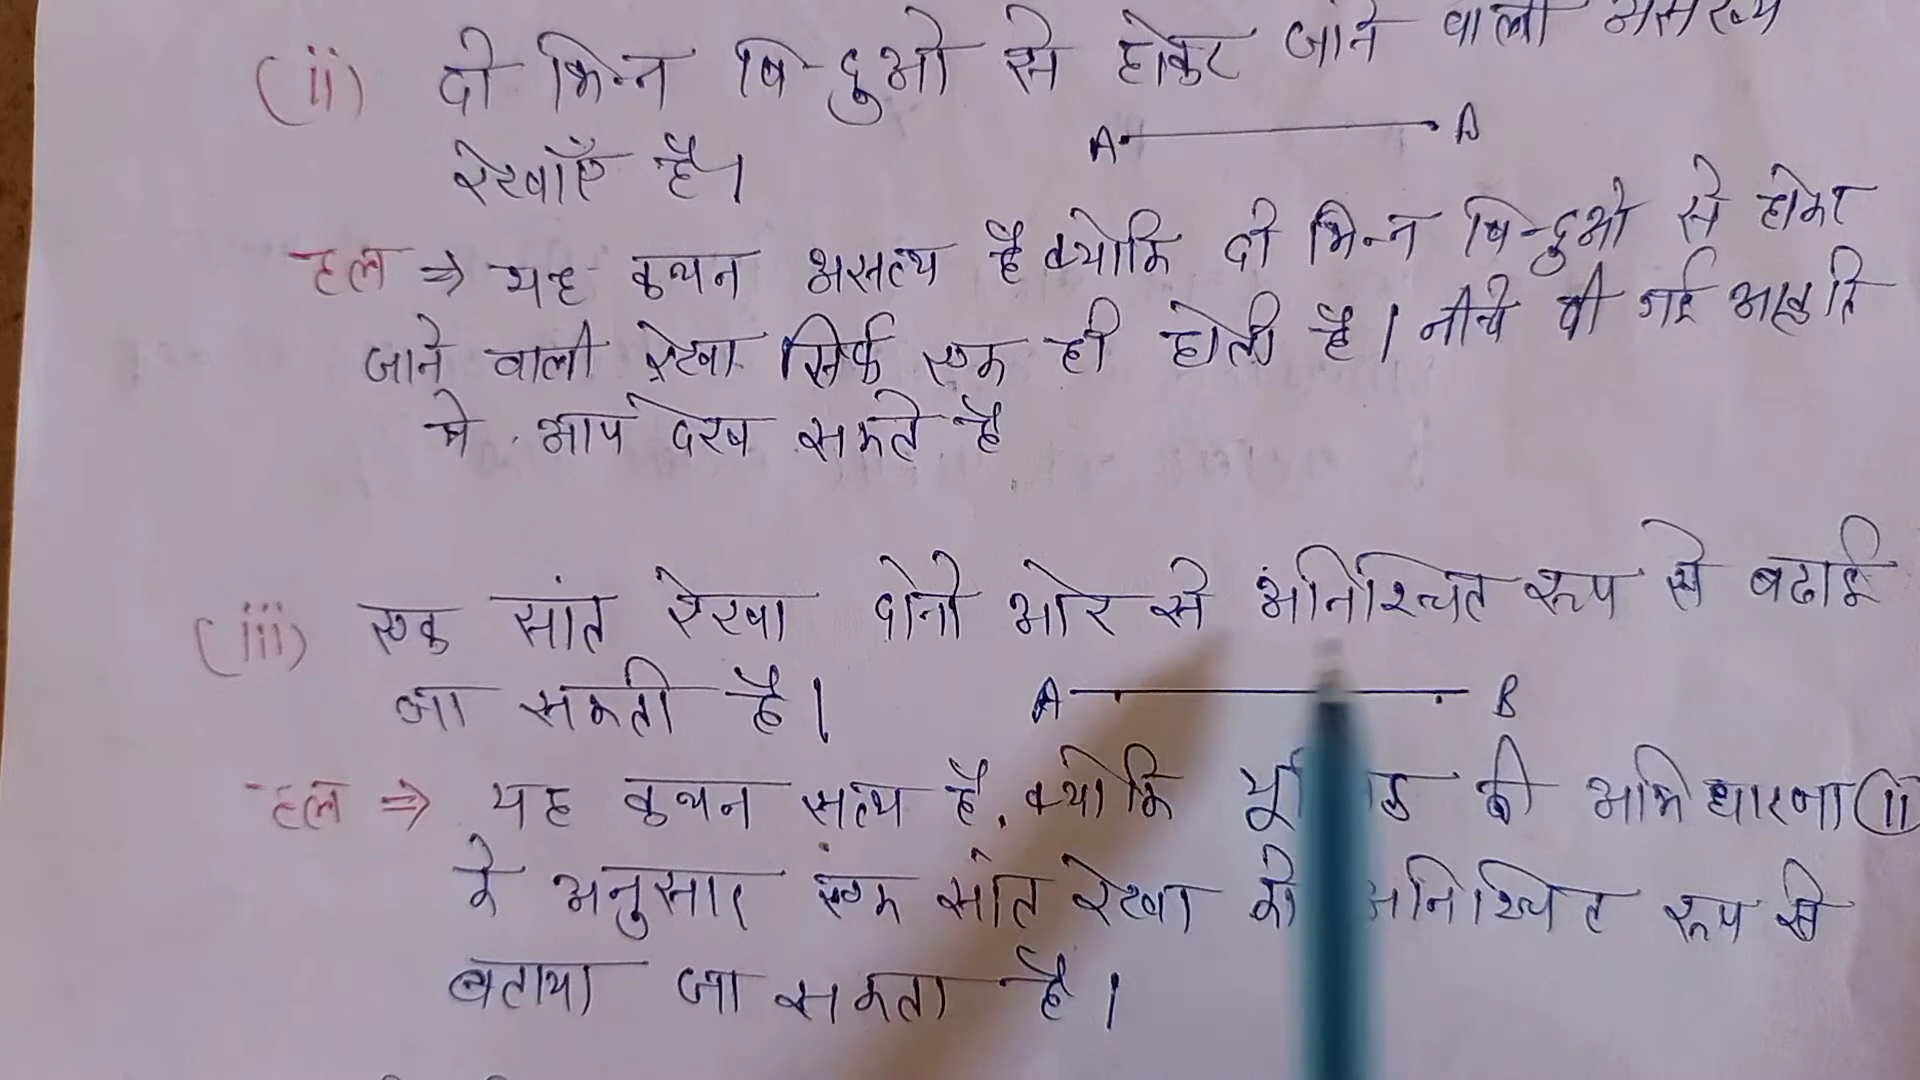 (ii) दो भिन्न बिन्दुओ से होकर जाने वाली असंख्य
रेखाएँ है।
A B
हल ⇒ यह कथन असत्य है क्योकि दो भिन्न बिन्दुओ से होकर
जाने वाली रेखा सिर्फ एक ही होती है। नीचे दी गई आकृति
मे आप देख सकते है
(iii) एक सांत रेखा दोनो ओर से अनिश्चित रूप से बढाई
जा सकती है।
A B
हल ⇒ यह कथन सत्य है. क्योकि की अभिधारणा (ii)
के अनुसार एक सांत रेखा को अनिश्चित रूप से
बताया जा सकता है।